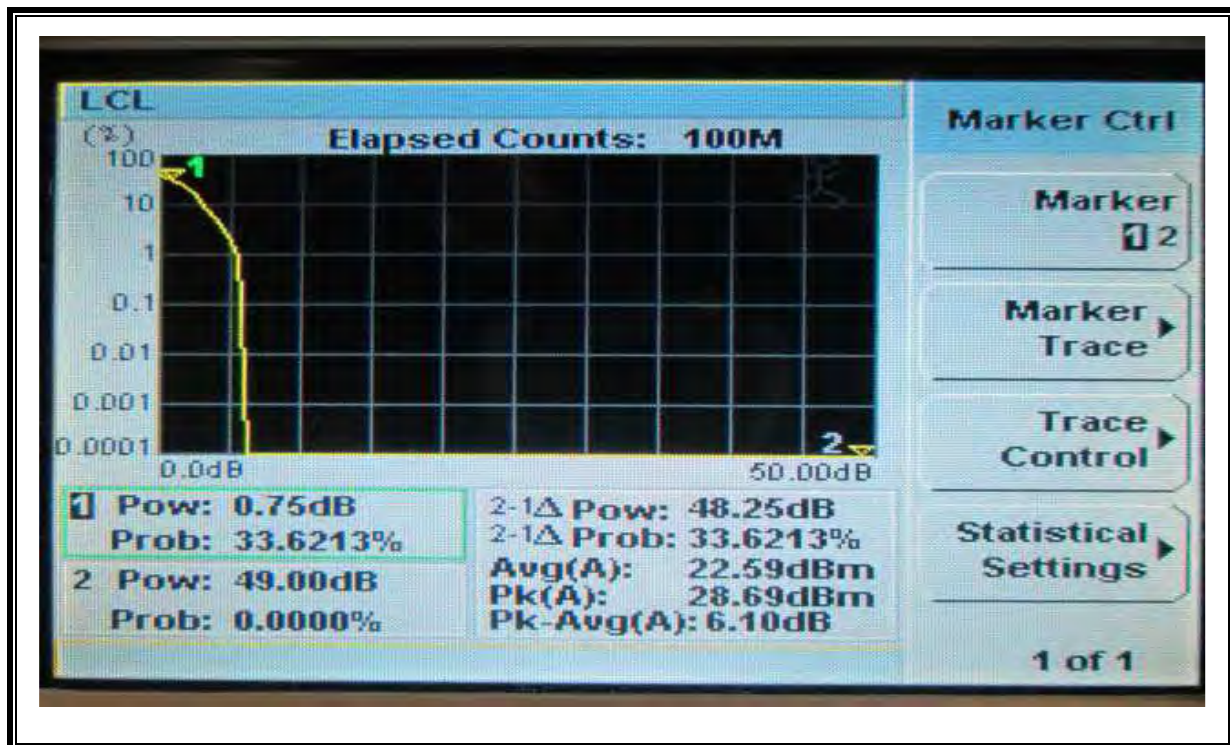 LCL
(%)
Elapsed Counts: 100M
100
1
10
1
0.1
0.01
0.001
0.0001
2
0.0dB
50.00dB
1 Pow: 0.75dB
Prob: 33.6213%
2 Pow: 49.00dB
Prob: 0.0000%
2-1Δ Pow: 48.25dB
2-1Δ Prob: 33.6213%
Avg(A): 22.59dBm
Pk(A): 28.69dBm
Pk-Avg(A): 6.10dB
Marker Ctrl
Marker
1 2
Marker
Trace
Trace
Control
Statistical
Settings
1 of 1